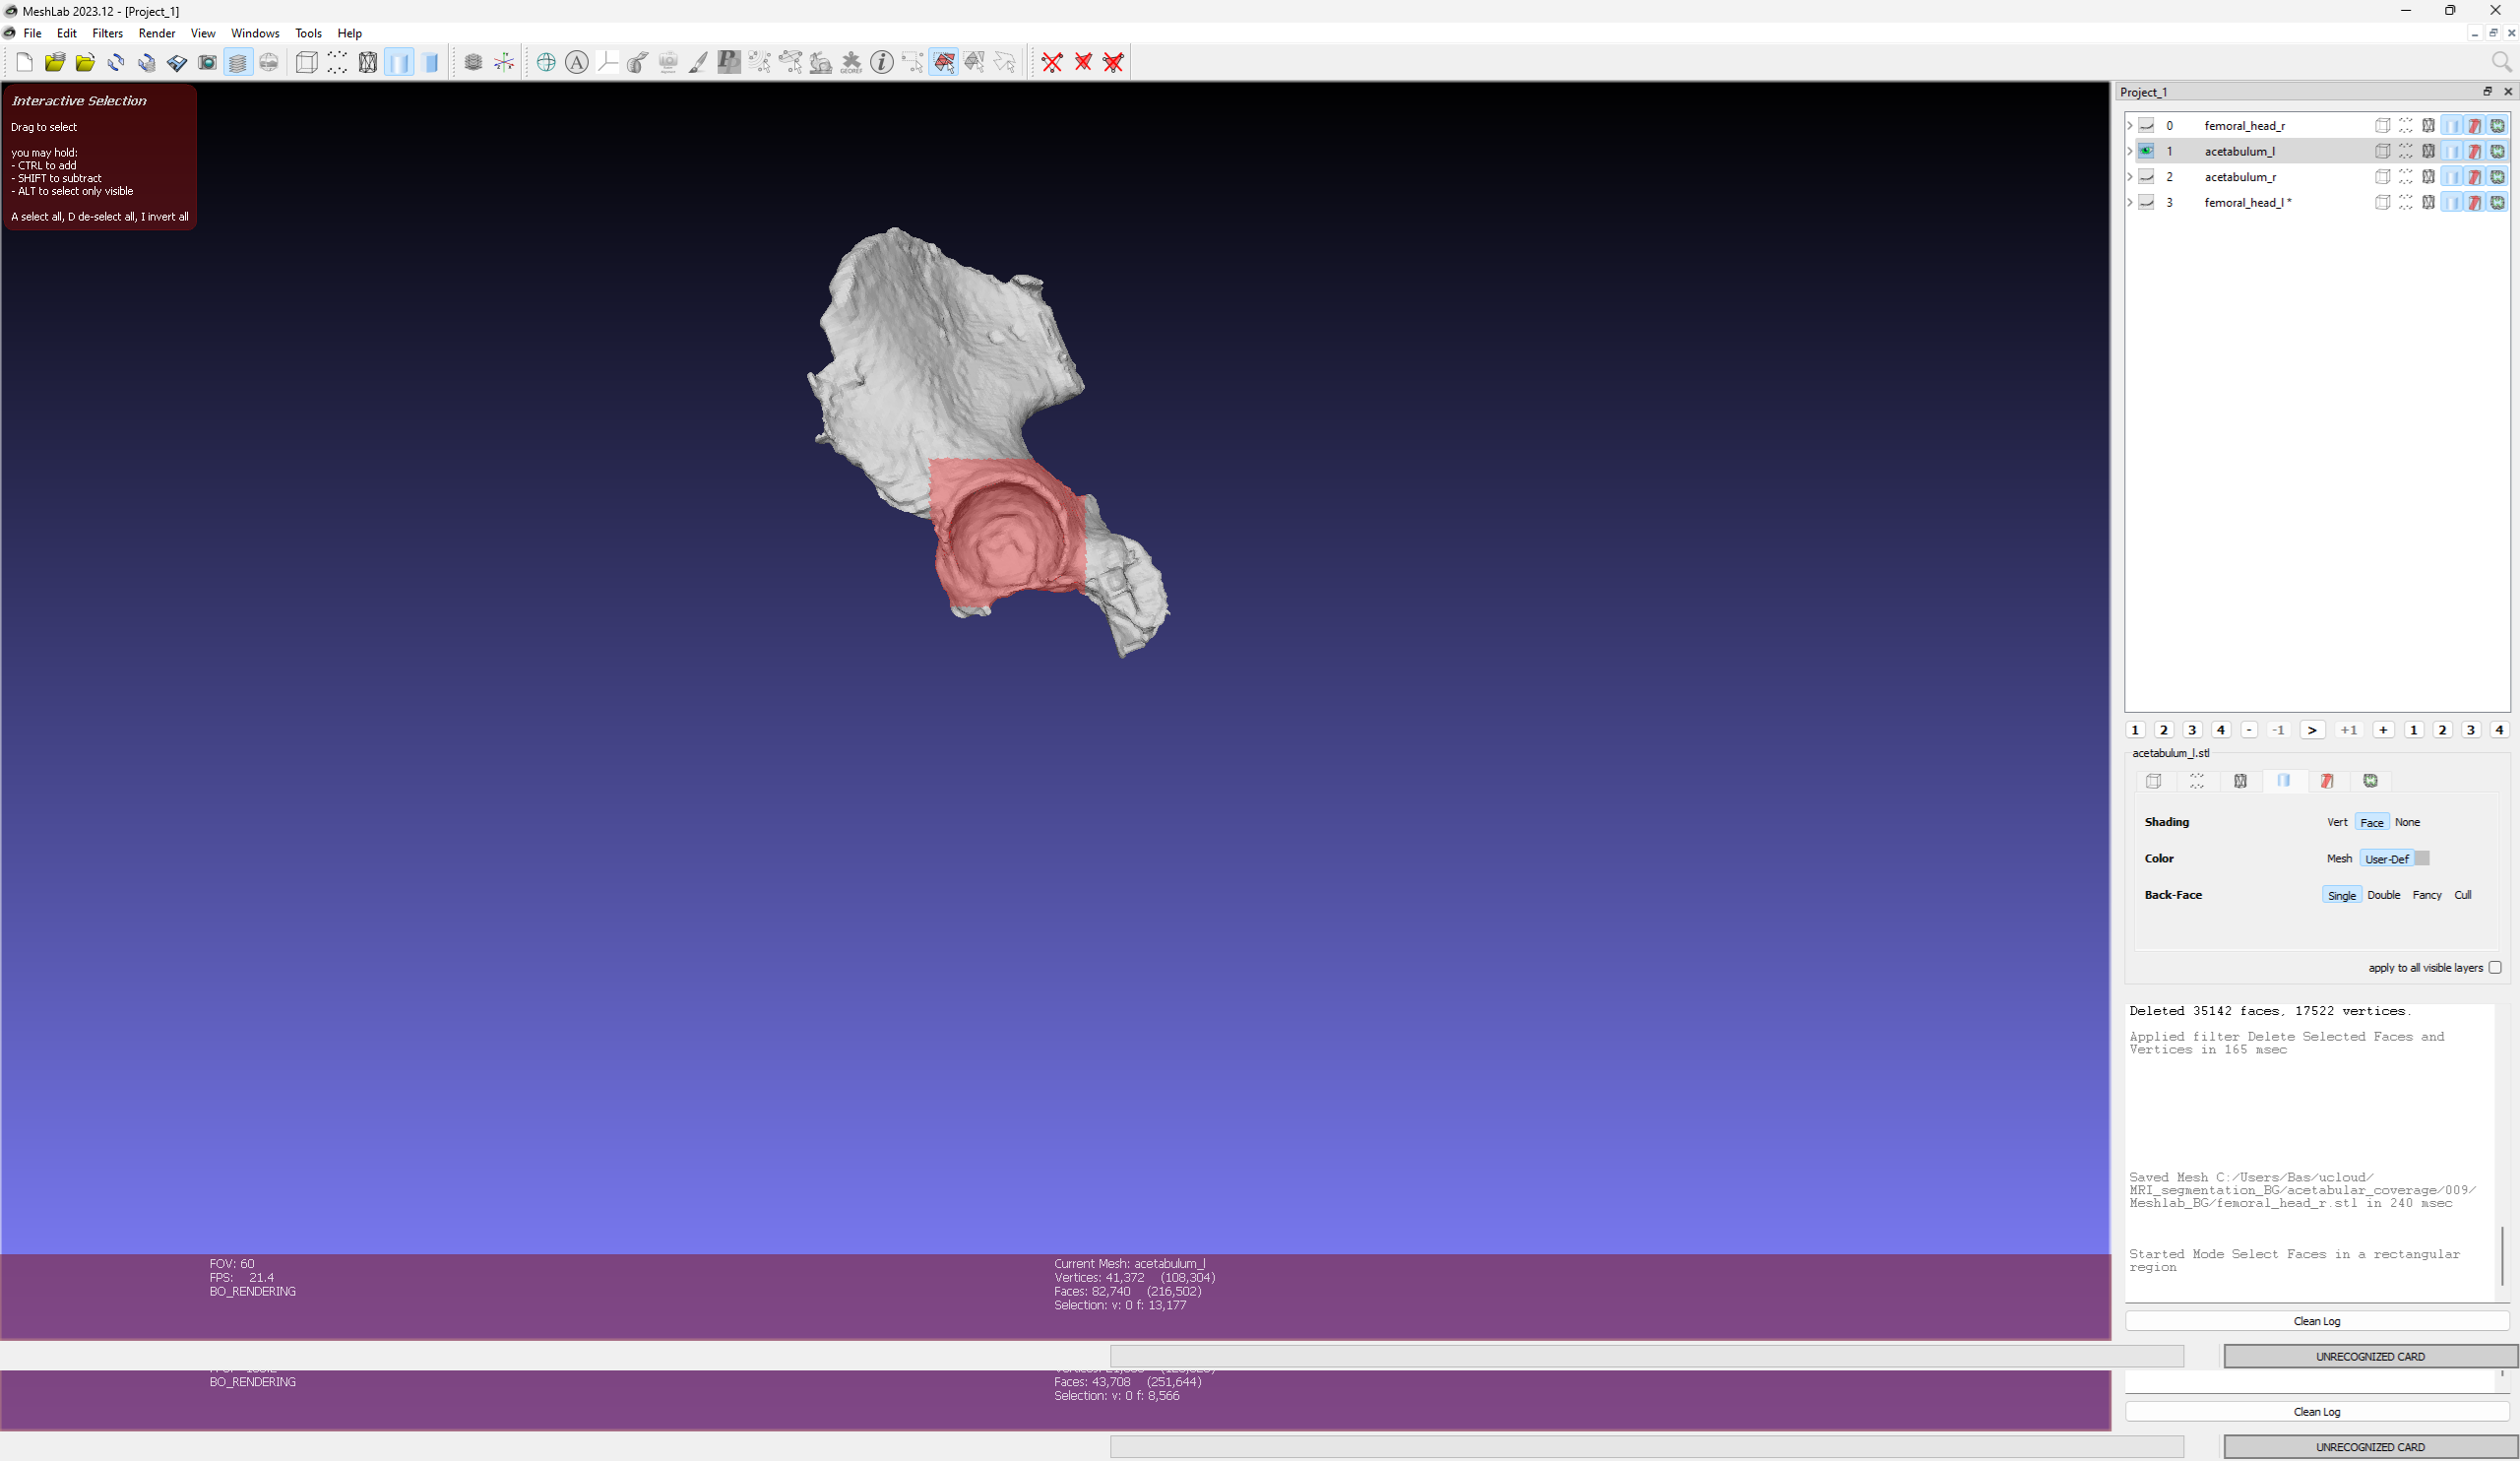 MeshLab 2023.12 - [Project_1]
File Edit Filters Render View Windows Tools Help
A
GEOREF
i
Interactive Selection
Drag to select
you may hold:
- CTRL to add
- SHIFT to subtract
- ALT to select only visible
A select all, D de-select all, I invert all
Project_1
0 femoral_head_r
1 acetabulum_l
2 acetabulum_r
3 femoral_head_l *
1 2 3 4 - -1 > +1 + 1 2 3 4
acetabulum_l.stl
Shading Vert Face None
Color Mesh User-Def
Back-Face Single Double Fancy Cull
apply to all visible layers
Deleted 35142 faces, 17522 vertices.
Applied filter Delete Selected Faces and
Vertices in 165 msec
Saved Mesh C:/Users/Bas/ucloud/
MRI_segmentation_BG/acetabular_coverage/009/
Meshlab_BG/femoral_head_r.stl in 240 msec
Started Mode Select Faces in a rectangular
region
Clean Log
UNRECOGNIZED CARD
FOV: 60
FPS: 21.4
BO_RENDERING
Current Mesh: acetabulum_l
Vertices: 41,372 (108,304)
Faces: 82,740 (216,502)
Selection: v: 0 f: 13,177
BO_RENDERING
Faces: 43,708 (251,644)
Selection: v: 0 f: 8,566
Clean Log
UNRECOGNIZED CARD